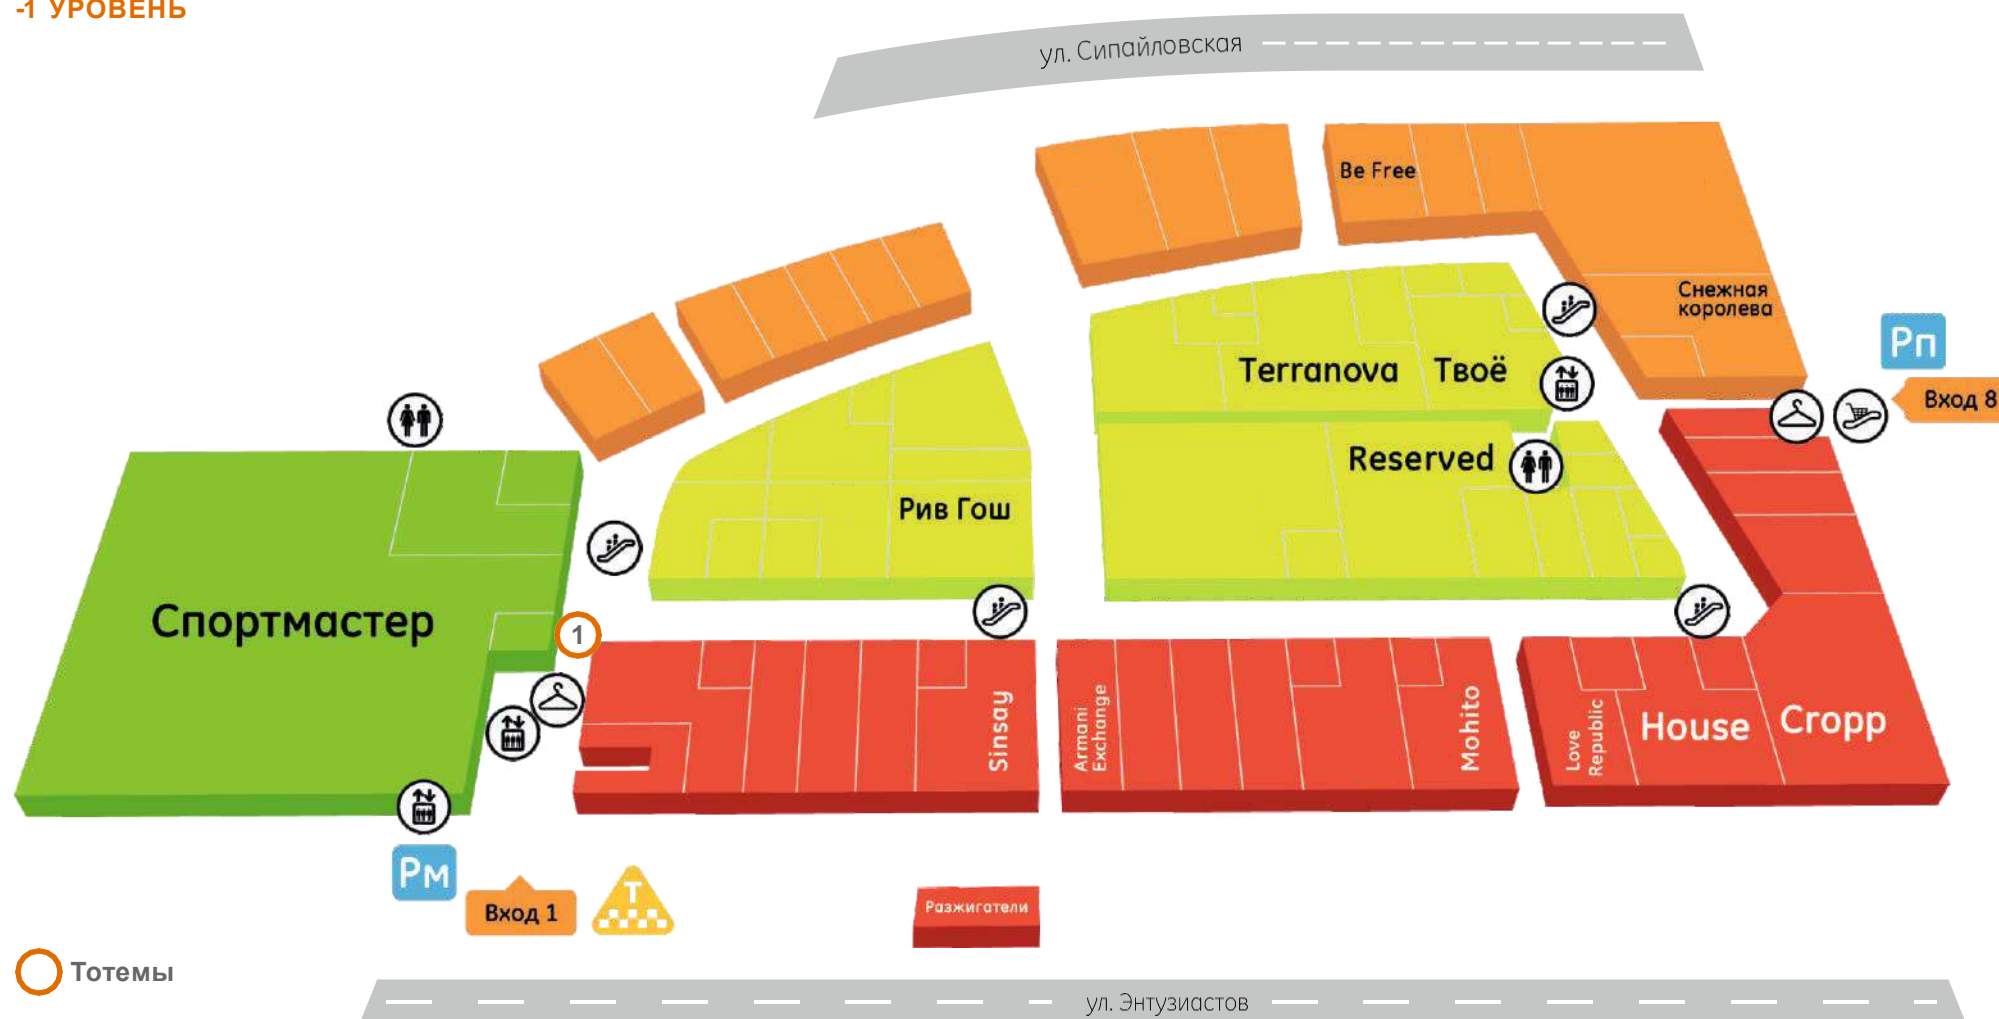 -1 УРОВЕНЬ
ул. Сипайловская
Be Free
Снежная
королева
Рп
Вход 8
Terranova
Твоё
Reserved
Рив Гош
Спортмастер
1
Sinsay
Armani
Exchange
Mohito
Love
Republic
House
Cropp
Рм
Вход 1
Т
Разжигатели
Тотемы
ул. Энтузиастов